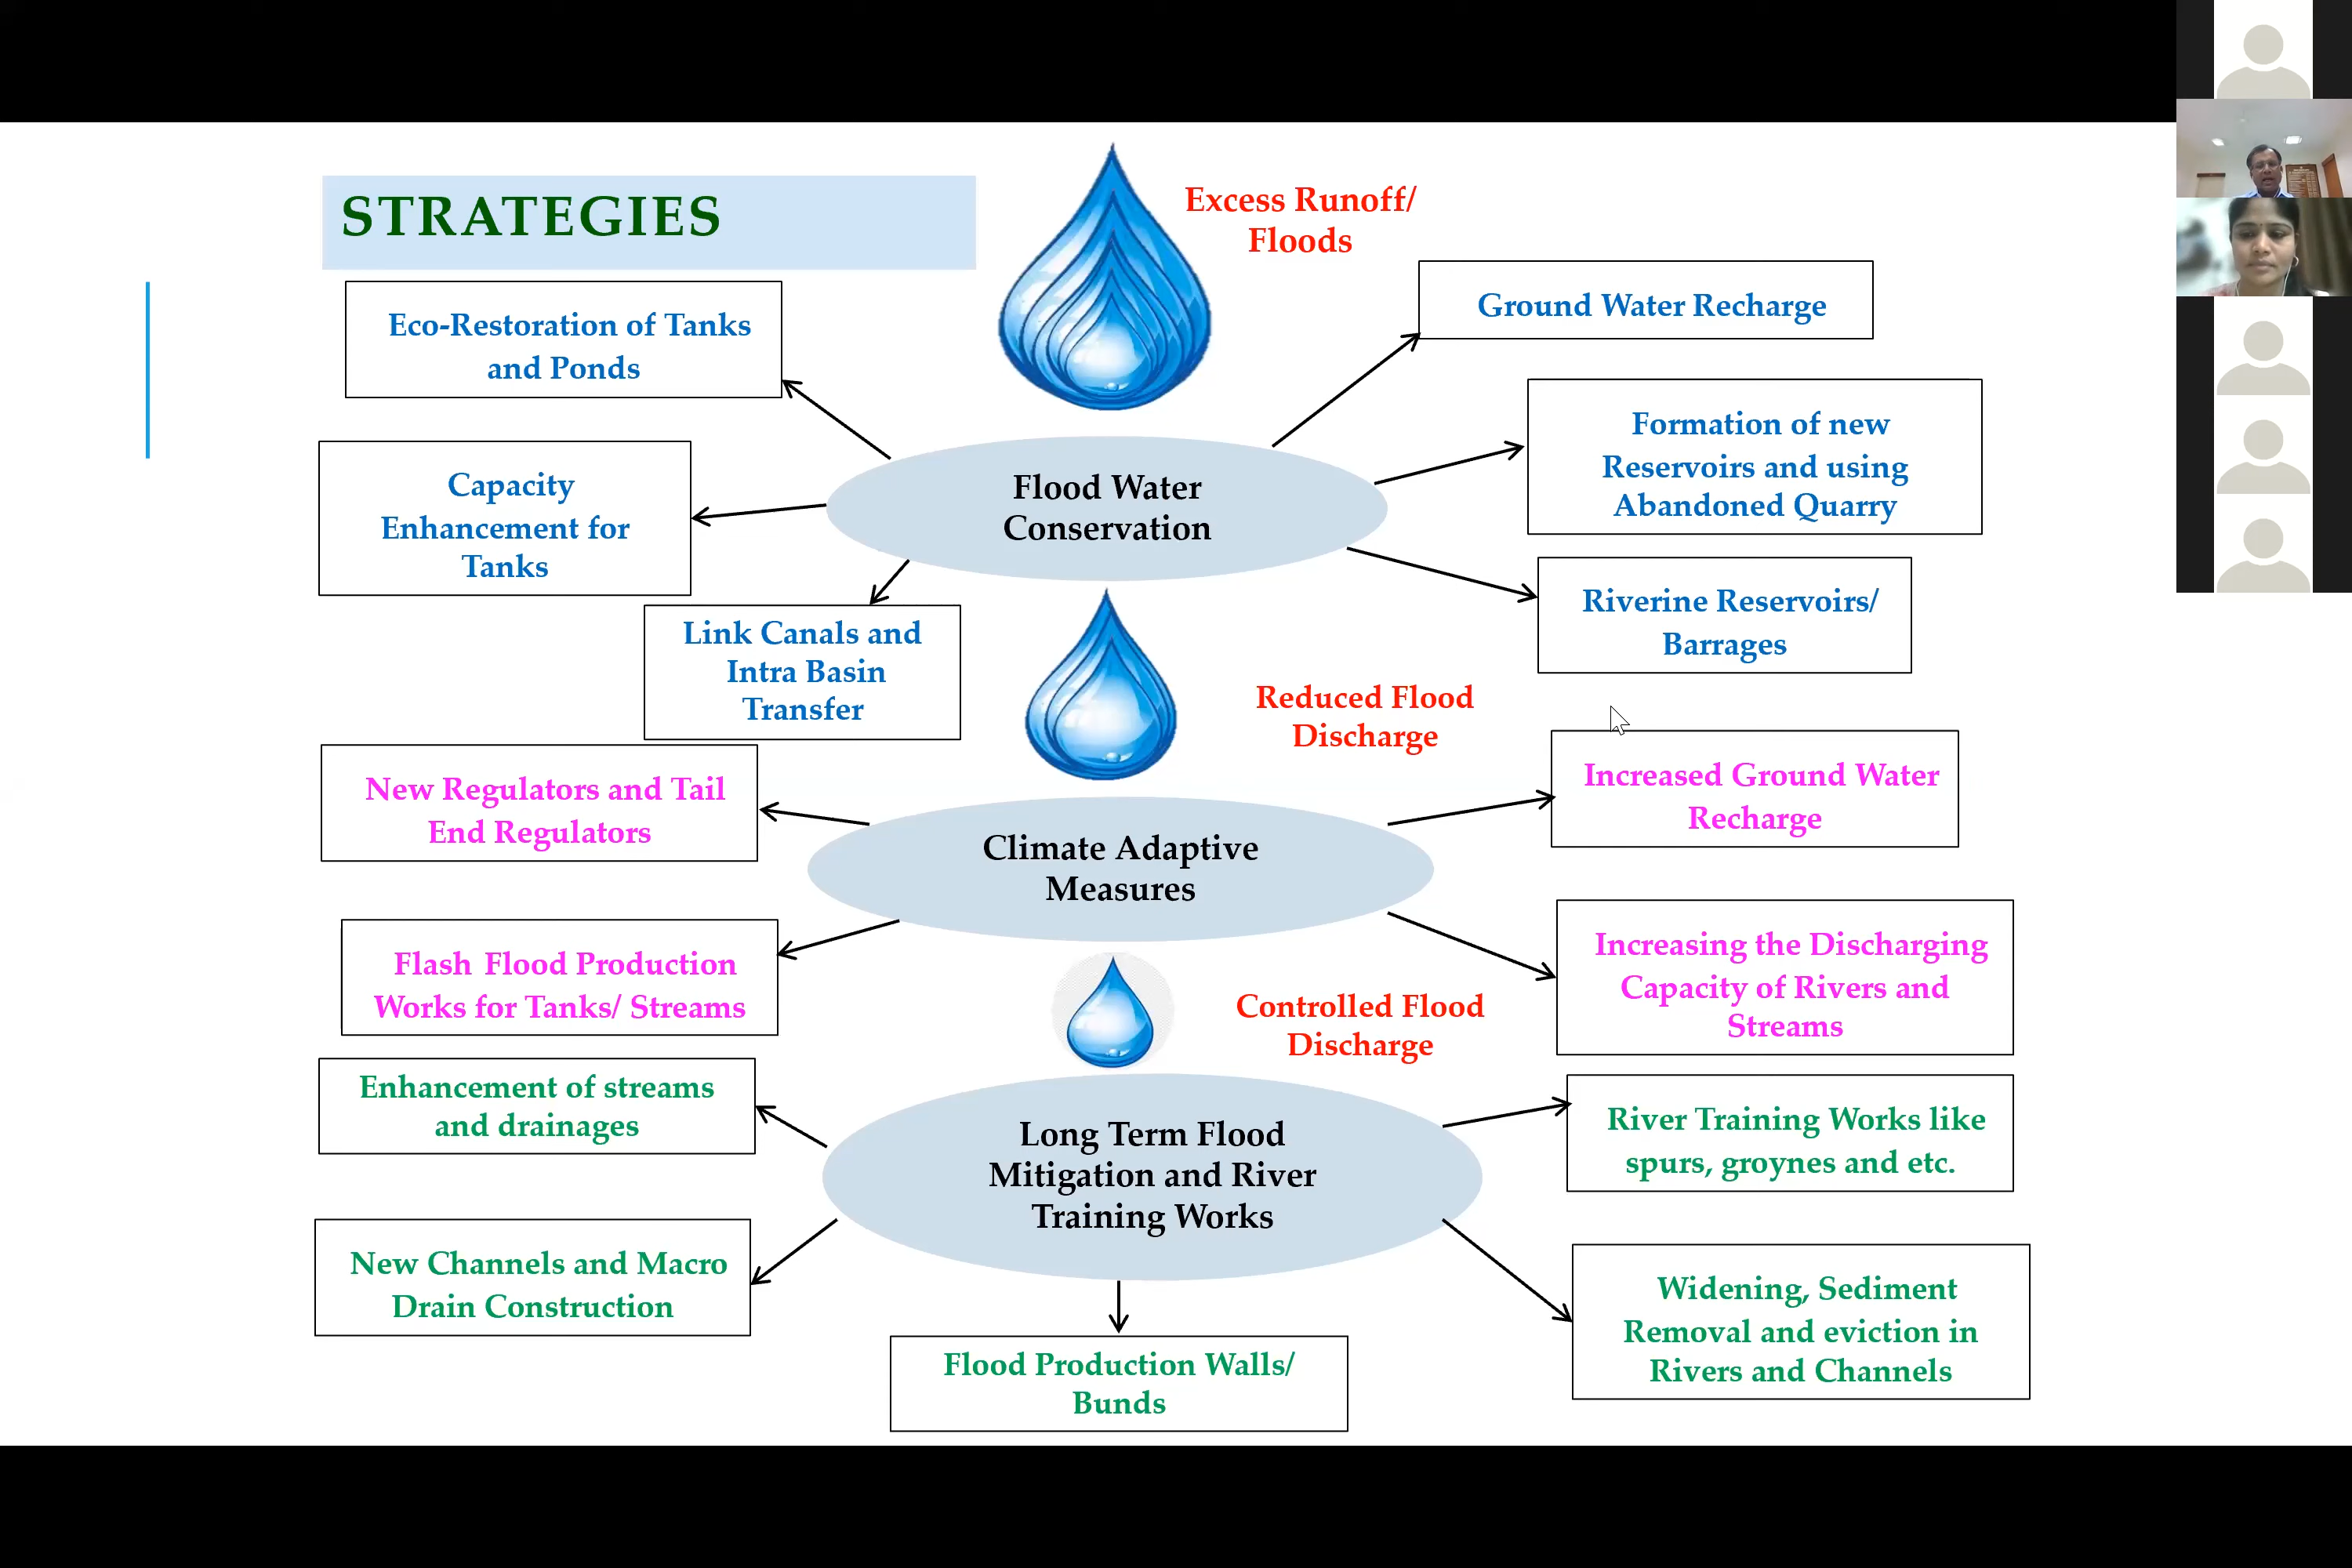 STRATEGIES
Excess Runoff/
Floods
Eco-Restoration of Tanks
and Ponds
Ground Water Recharge
Capacity
Enhancement for
Tanks
Flood Water
Conservation
Formation of new
Reservoirs and using
Abandoned Quarry
Link Canals and
Intra Basin
Transfer
Riverine Reservoirs/
Barrages
Reduced Flood
Discharge
New Regulators and Tail
End Regulators
Increased Ground Water
Recharge
Climate Adaptive
Measures
Flash Flood Production
Works for Tanks/ Streams
Increasing the Discharging
Capacity of Rivers and
Streams
Controlled Flood
Discharge
Enhancement of streams
and drainages
River Training Works like
spurs, groynes and etc.
Long Term Flood
Mitigation and River
Training Works
New Channels and Macro
Drain Construction
Widening, Sediment
Removal and eviction in
Rivers and Channels
Flood Production Walls/
Bunds